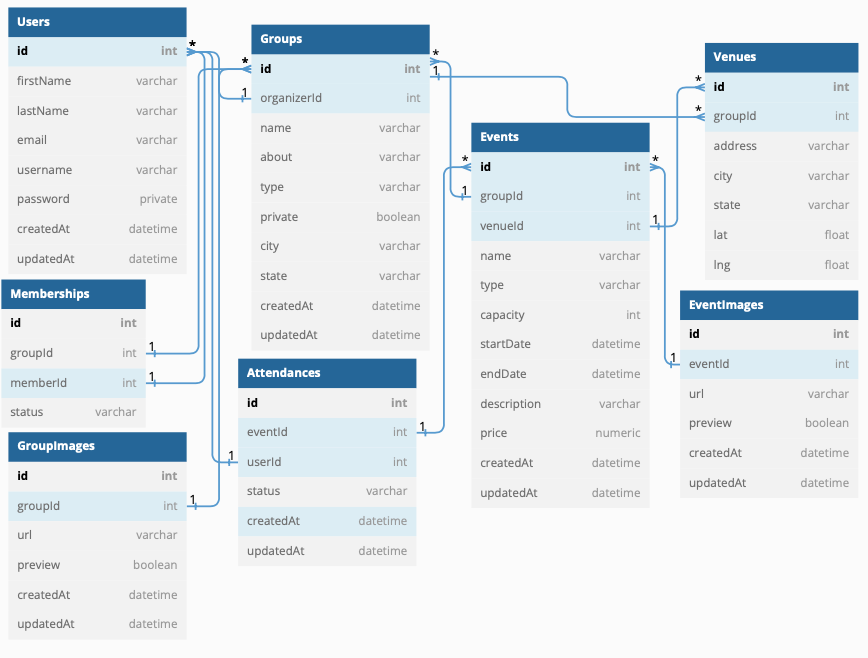 Users
id int
firstName varchar
lastName varchar
email varchar
username varchar
password private
createdAt datetime
updatedAt datetime
Memberships
id int
groupId int
memberId int
status varchar
GroupImages
id int
groupId int
url varchar
preview boolean
createdAt datetime
updatedAt datetime
Groups
id int
organizerId int
name varchar
about varchar
type varchar
private boolean
city varchar
state varchar
createdAt datetime
updatedAt datetime
Attendances
id int
eventId int
userId int
status varchar
createdAt datetime
updatedAt datetime
Events
id int
groupId int
venueId int
name varchar
type varchar
capacity int
startDate datetime
endDate datetime
description varchar
price numeric
createdAt datetime
updatedAt datetime
Venues
id int
groupId int
address varchar
city varchar
state varchar
lat float
lng float
EventImages
id int
eventId int
url varchar
preview boolean
createdAt datetime
updatedAt datetime
*
*
1
1
1
1
1
1
*
1
*
1
*
1
*
*
1